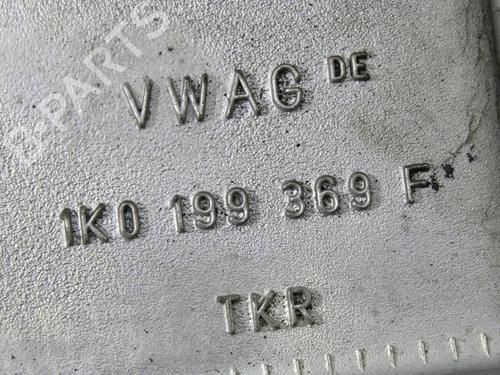 B-PARTS
VWAG DE
1K0 199 369 F
TKR